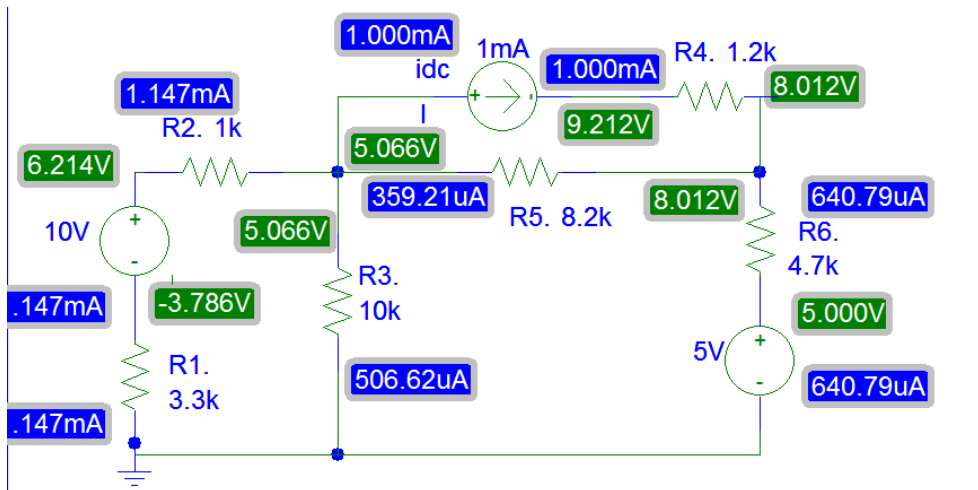 1.000mA
1mA
idc
I
1.000mA
R4. 1.2k
8.012V
1.147mA
R2. 1k
9.212V
6.214V
5.066V
359.21uA
R5. 8.2k
8.012V
640.79uA
+
-
10V
+
-
5.066V
R6.
4.7k
-3.786V
R3.
10k
5.000V
.147mA
5V
+
-
R1.
3.3k
506.62uA
640.79uA
.147mA